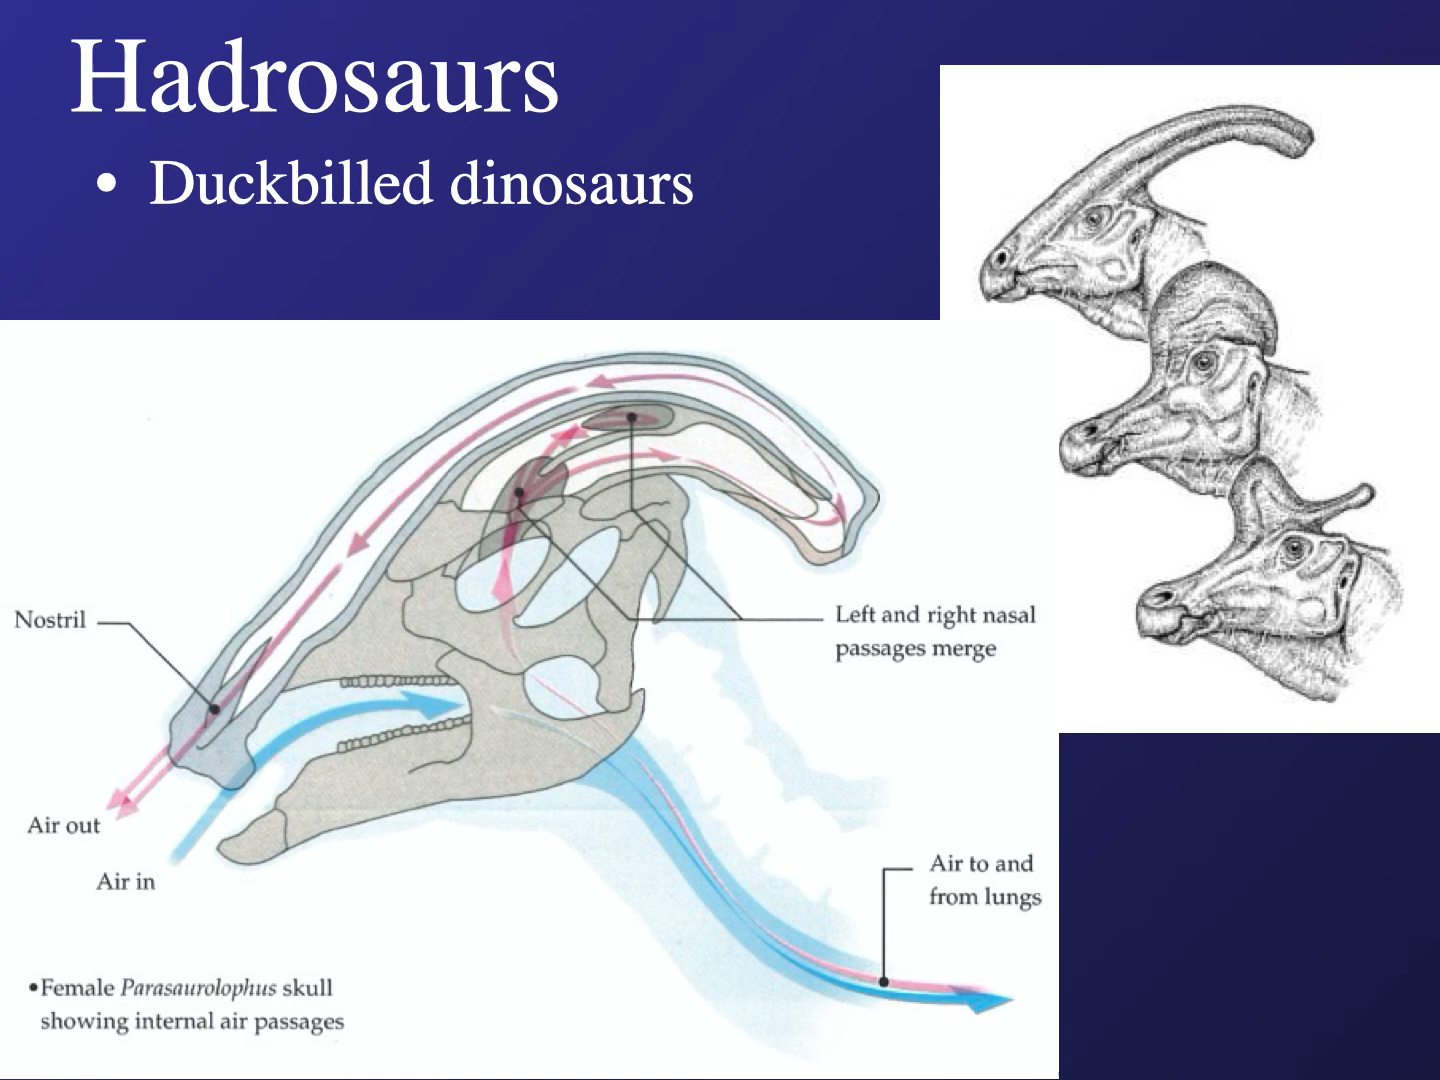 Hadrosaurs
• Duckbilled dinosaurs
Nostril
Left and right nasal
passages merge
Air out
Air in
Air to and
from lungs
•Female Parasaurolophus skull
showing internal air passages